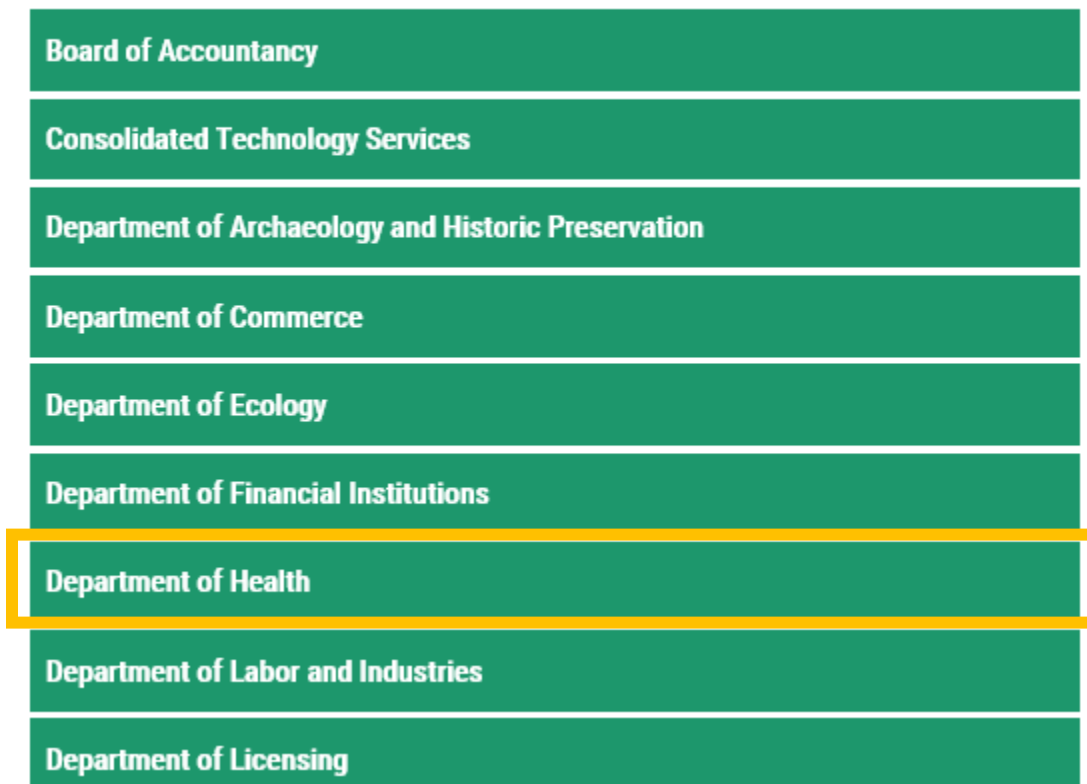 Board of Accountancy
Consolidated Technology Services
Department of Archaeology and Historic Preservation
Department of Commerce
Department of Ecology
Department of Financial Institutions
Department of Health
Department of Labor and Industries
Department of Licensing